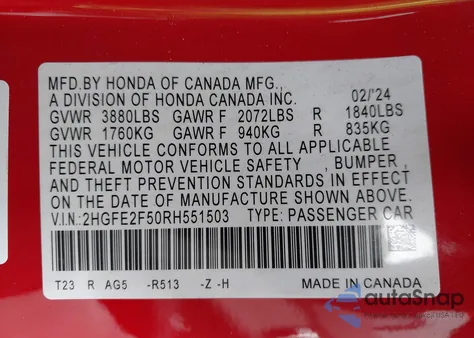 MFD.BY HONDA OF CANADA MFG.,
A DIVISION OF HONDA CANADA INC. 02/'24
GVWR 3880LBS GAWR F 2072LBS R 1840LBS
GVWR 1760KG GAWR F 940KG R 835KG
THIS VEHICLE CONFORMS TO ALL APPLICABLE
FEDERAL MOTOR VEHICLE SAFETY , BUMPER ,
AND THEFT PREVENTION STANDARDS IN EFFECT
ON THE DATE OF MANUFACTURE SHOWN ABOVE.
V.I.N:2HGFE2F50RH551503 TYPE: PASSENGER CAR
T23 R AG5 -R513 -Z -H MADE IN CANADA
autoSnap